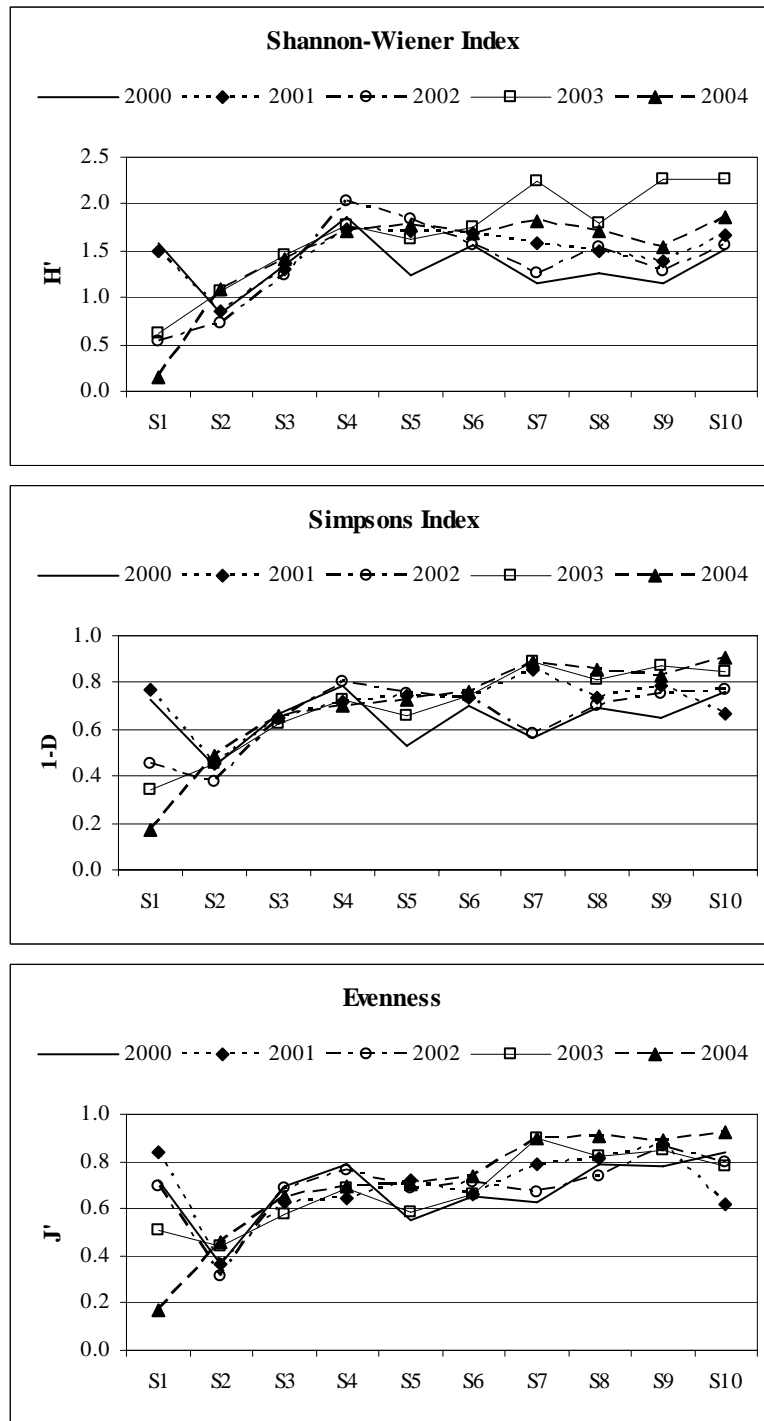 Shannon-Wiener Index
2000 2001 2002 2003 2004
2.5
2.0
1.5
1.0
0.5
0.0
H'
S1 S2 S3 S4 S5 S6 S7 S8 S9 S10
Simpsons Index
2000 2001 2002 2003 2004
1.0
0.8
0.6
0.4
0.2
0.0
1-D
S1 S2 S3 S4 S5 S6 S7 S8 S9 S10
Evenness
2000 2001 2002 2003 2004
1.0
0.8
0.6
0.4
0.2
0.0
J'
S1 S2 S3 S4 S5 S6 S7 S8 S9 S10